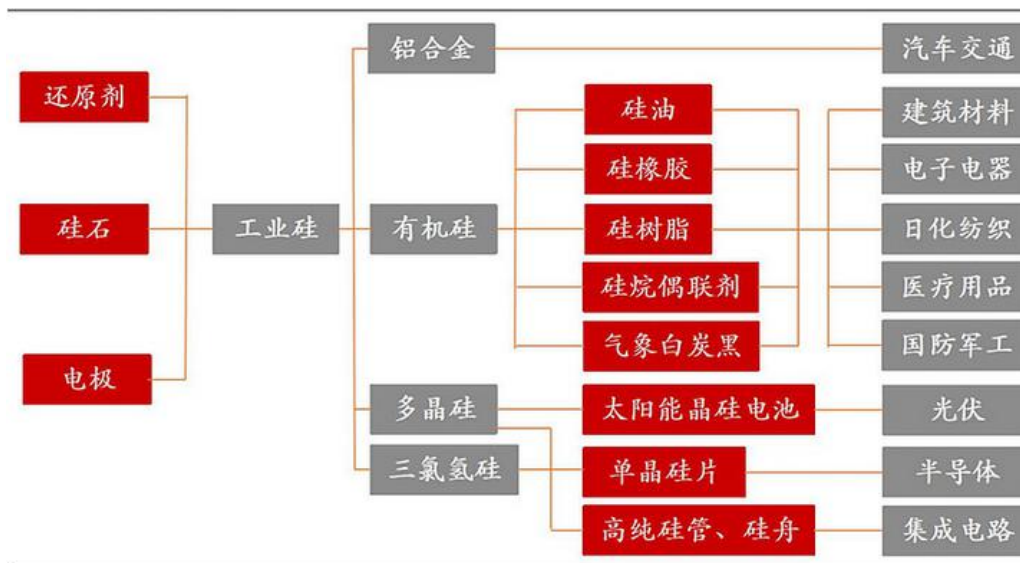 还原剂
硅石
电极
工业硅
铝合金
有机硅
多晶硅
三氯氢硅
硅油
硅橡胶
硅树脂
硅烷偶联剂
气象白炭黑
太阳能晶硅电池
单晶硅片
高纯硅管、硅舟
汽车交通
建筑材料
电子电器
日化纺织
医疗用品
国防军工
光伏
半导体
集成电路